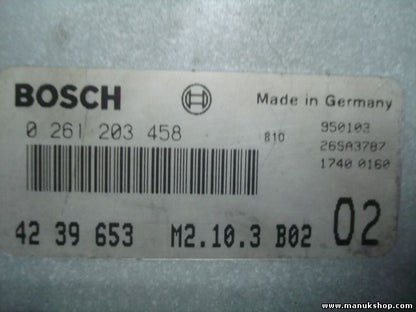 BOSCH Made in Germany
0 261 203 458 810 950103
26SA3787
1740 0160
42 39 653 M2.10.3 B02 02
www.manukshop.com